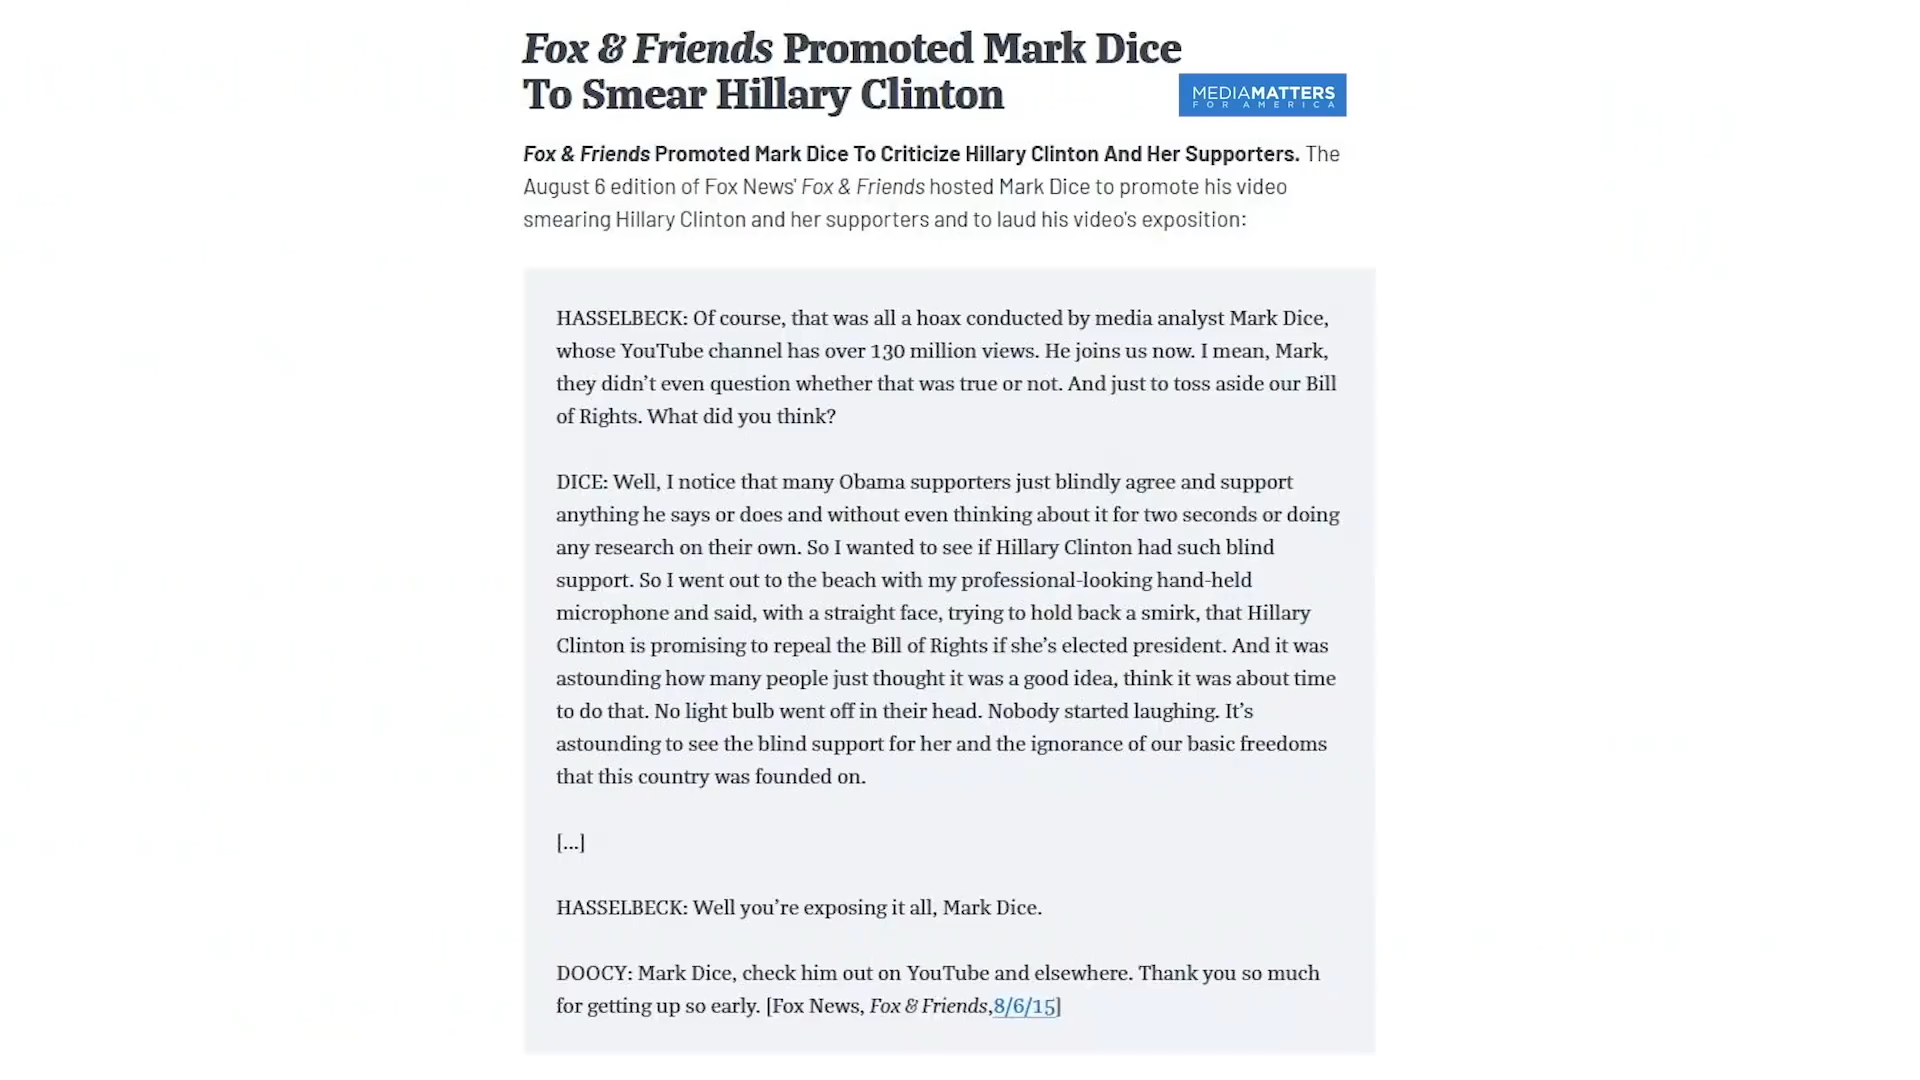 Fox & Friends Promoted Mark Dice
To Smear Hillary Clinton
MEDIAMATTERS
FOR AMERICA
Fox & Friends Promoted Mark Dice To Criticize Hillary Clinton And Her Supporters. The
August 6 edition of Fox News' Fox & Friends hosted Mark Dice to promote his video
smearing Hillary Clinton and her supporters and to laud his video's exposition:
HASSELBECK: Of course, that was all a hoax conducted by media analyst Mark Dice,
whose YouTube channel has over 130 million views. He joins us now. I mean, Mark,
they didn't even question whether that was true or not. And just to toss aside our Bill
of Rights. What did you think?
DICE: Well, I notice that many Obama supporters just blindly agree and support
anything he says or does and without even thinking about it for two seconds or doing
any research on their own. So I wanted to see if Hillary Clinton had such blind
support. So I went out to the beach with my professional-looking hand-held
microphone and said, with a straight face, trying to hold back a smirk, that Hillary
Clinton is promising to repeal the Bill of Rights if she's elected president. And it was
astounding how many people just thought it was a good idea, think it was about time
to do that. No light bulb went off in their head. Nobody started laughing. It's
astounding to see the blind support for her and the ignorance of our basic freedoms
that this country was founded on.
[...]
HASSELBECK: Well you're exposing it all, Mark Dice.
DOOCY: Mark Dice, check him out on YouTube and elsewhere. Thank you so much
for getting up so early. [Fox News, Fox & Friends,8/6/15]